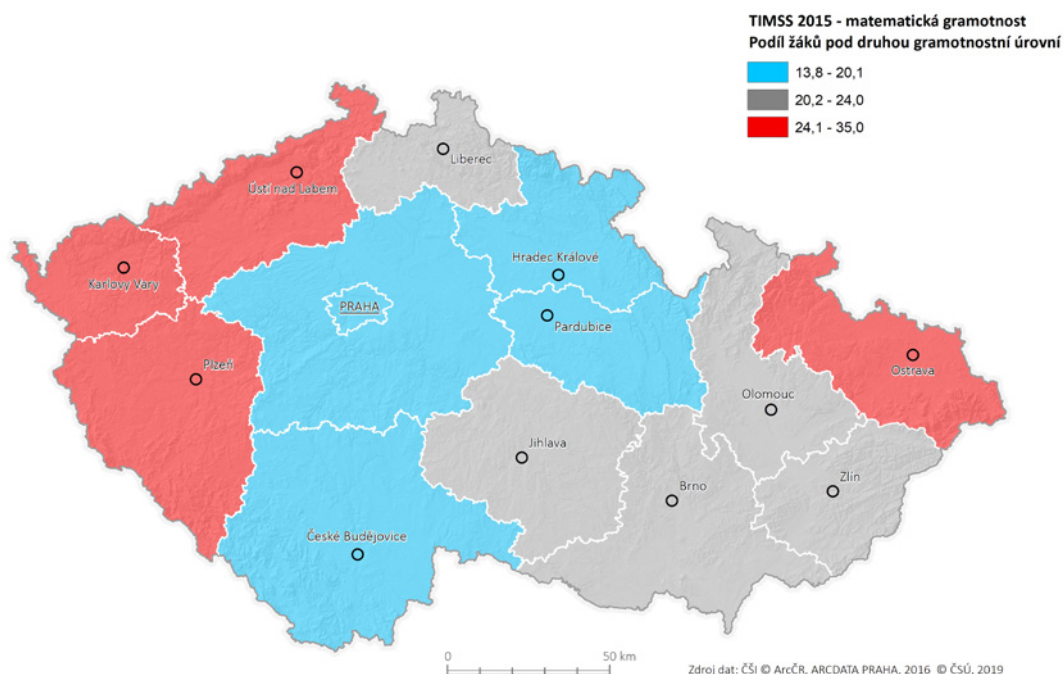 TIMSS 2015 - matematická gramotnost
Podíl žáků pod druhou gramotnostní úrovní
13,8 - 20,1
20,2 - 24,0
24,1 - 35,0
Liberec
Ústí nad Labem
Hradec Králové
Karlovy Vary
PRAHA
Pardubice
Plzeň
Ostrava
Olomouc
Jihlava
Zlín
Brno
České Budějovice
0 50 km
Zdroj dat: ČŠI © ArcČR, ARCDATA PRAHA, 2016 © ČSÚ, 2019